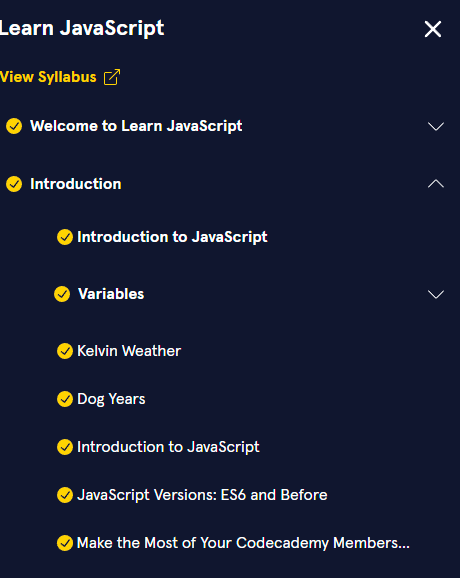 Learn JavaScript
View Syllabus
Welcome to Learn JavaScript
Introduction
Introduction to JavaScript
Variables
Kelvin Weather
Dog Years
Introduction to JavaScript
JavaScript Versions: ES6 and Before
Make the Most of Your Codecademy Members...